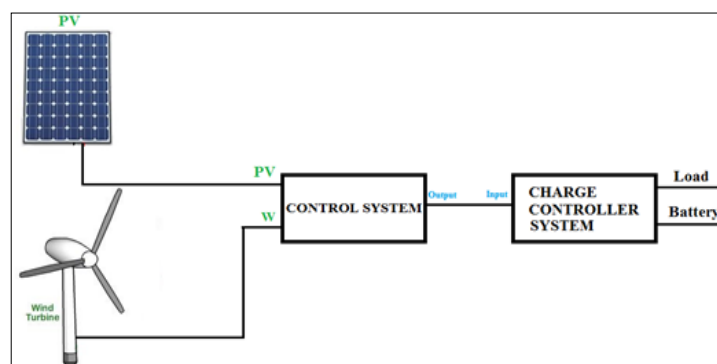 PV
PV
W
CONTROL SYSTEM
Output
Input
CHARGE
CONTROLLER
SYSTEM
Load
Battery
Wind
Turbine